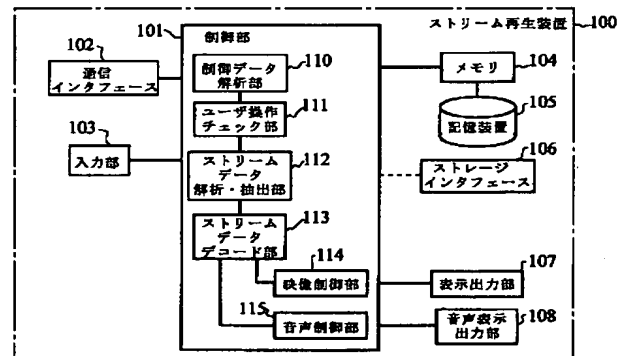 ストリーム再生装置 100
101
制御部
102
通信
インタフェース
103
入力部
110
制御データ
解析部
111
ユーザ操作
チェック部
112
ストリーム
データ
解析・抽出部
113
ストリーム
データ
デコード部
114
映像制御部
115
音声制御部
104
メモリ
105
記憶装置
106
ストレージ
インタフェース
107
表示出力部
108
音声表示
出力部